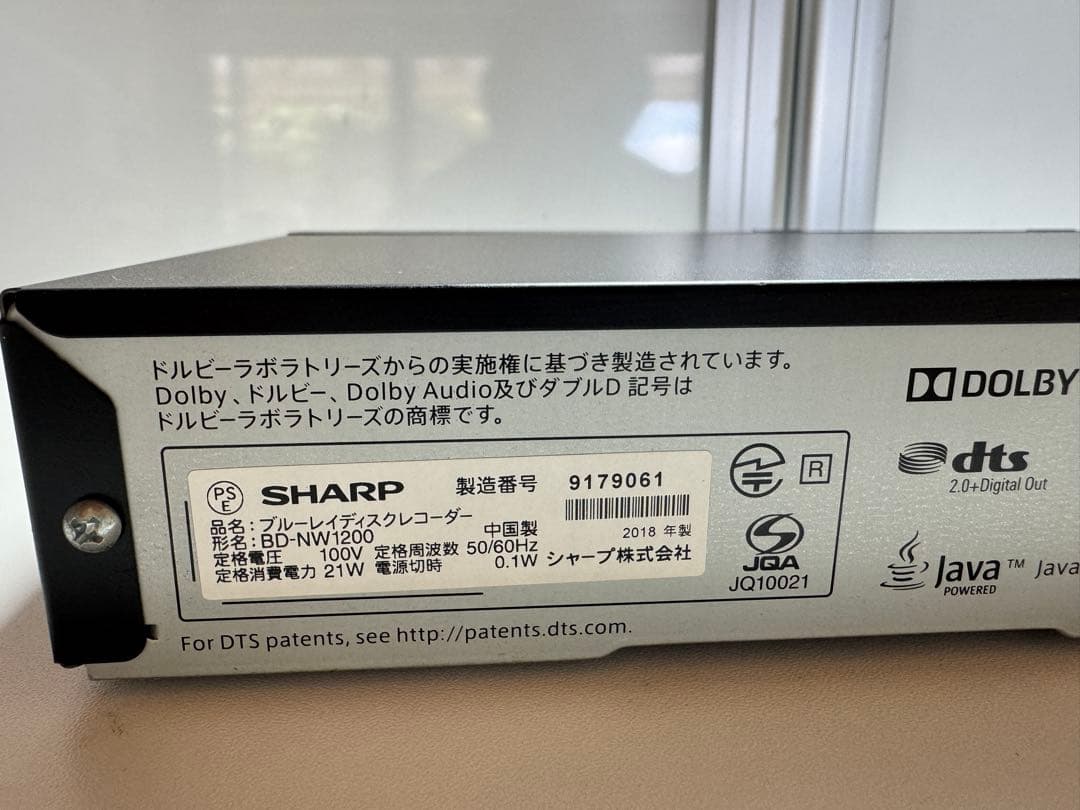 ドルビーラボラトリーズからの実施権に基づき製造されています。
Dolby、ドルビー、Dolby Audio及びダブルD 記号は
ドルビーラボラトリーズの商標です。
DOLBY
dts
2.0+Digital Out
PS
E
SHARP 製造番号 9179061
品名：ブルーレイディスクレコーダー
形名：BD-NW1200 中国製 2018 年製
定格電圧 100V 定格周波数 50/60Hz
定格消費電力 21W 電源切時 0.1W シャープ株式会社
R
JQA
JQ10021
Java™ Java
POWERED
For DTS patents, see http://patents.dts.com.